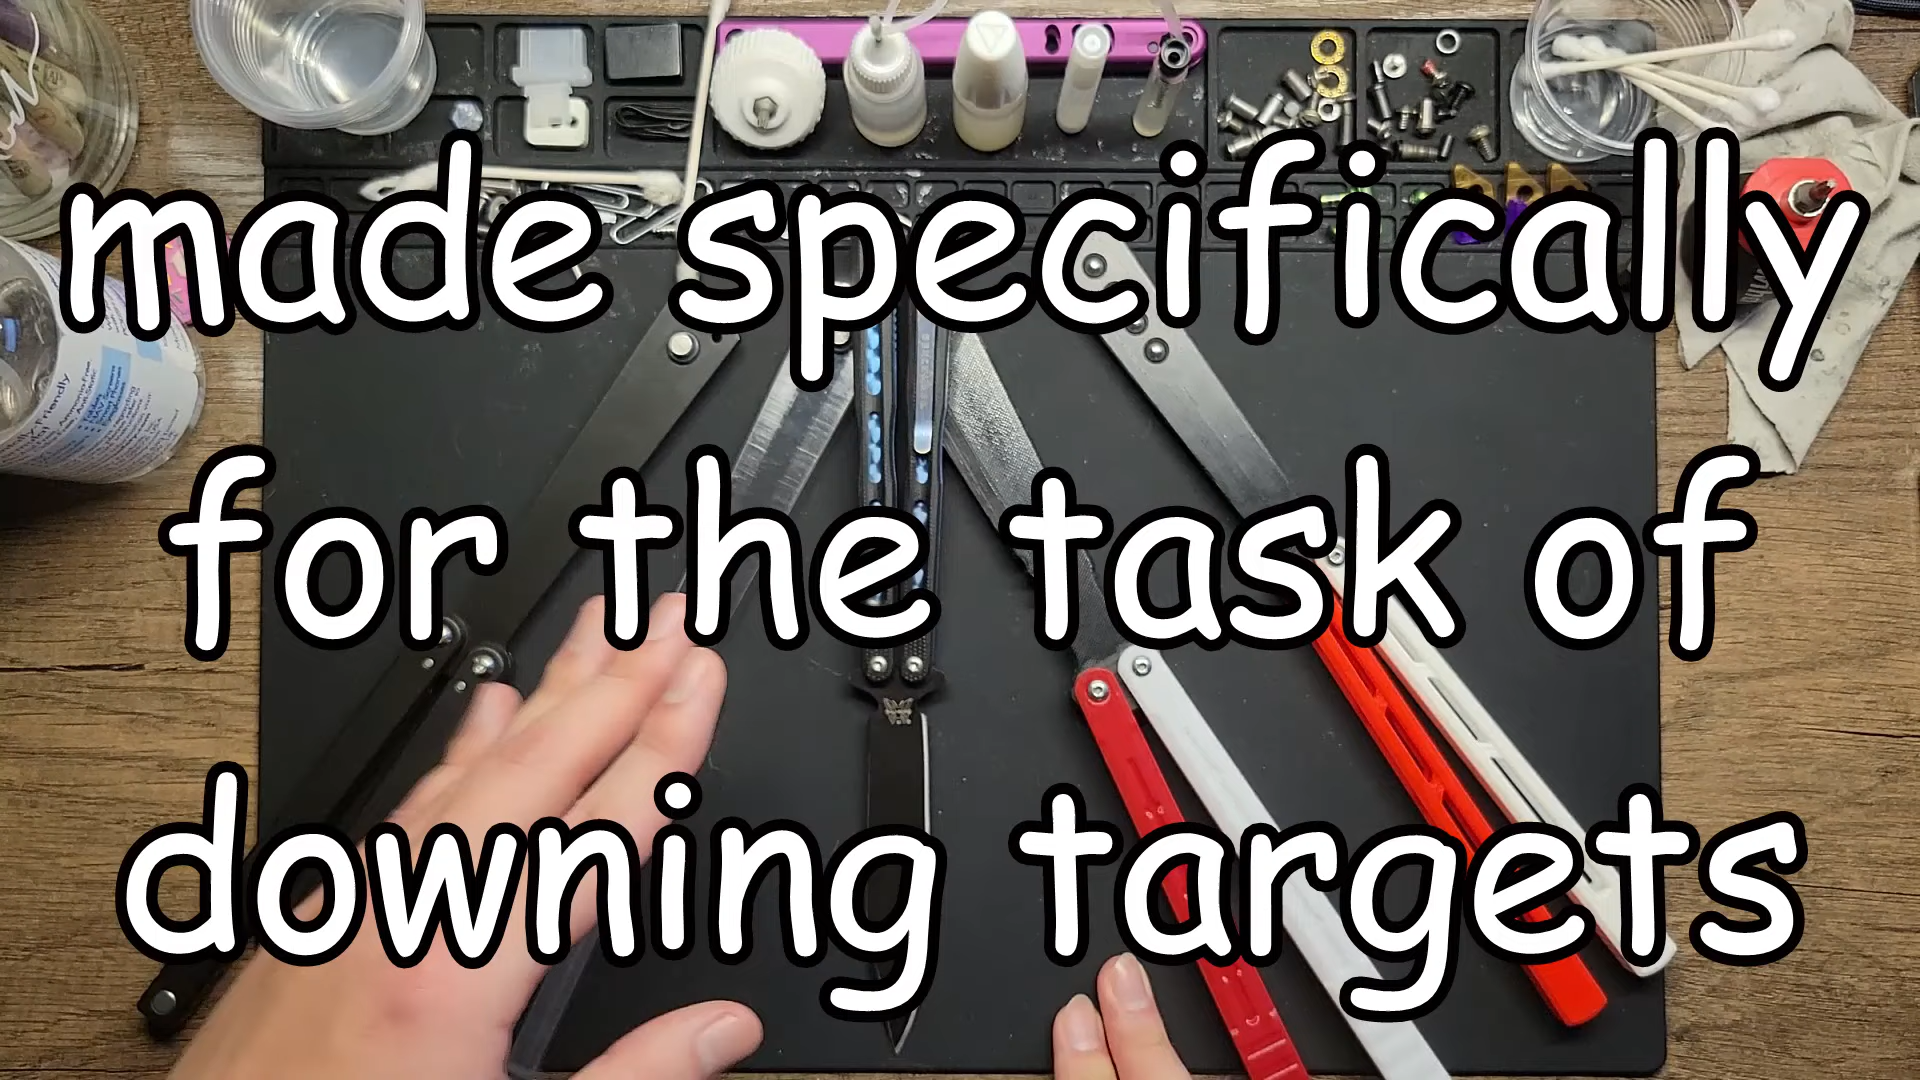 made specifically
for the task of
downing targets